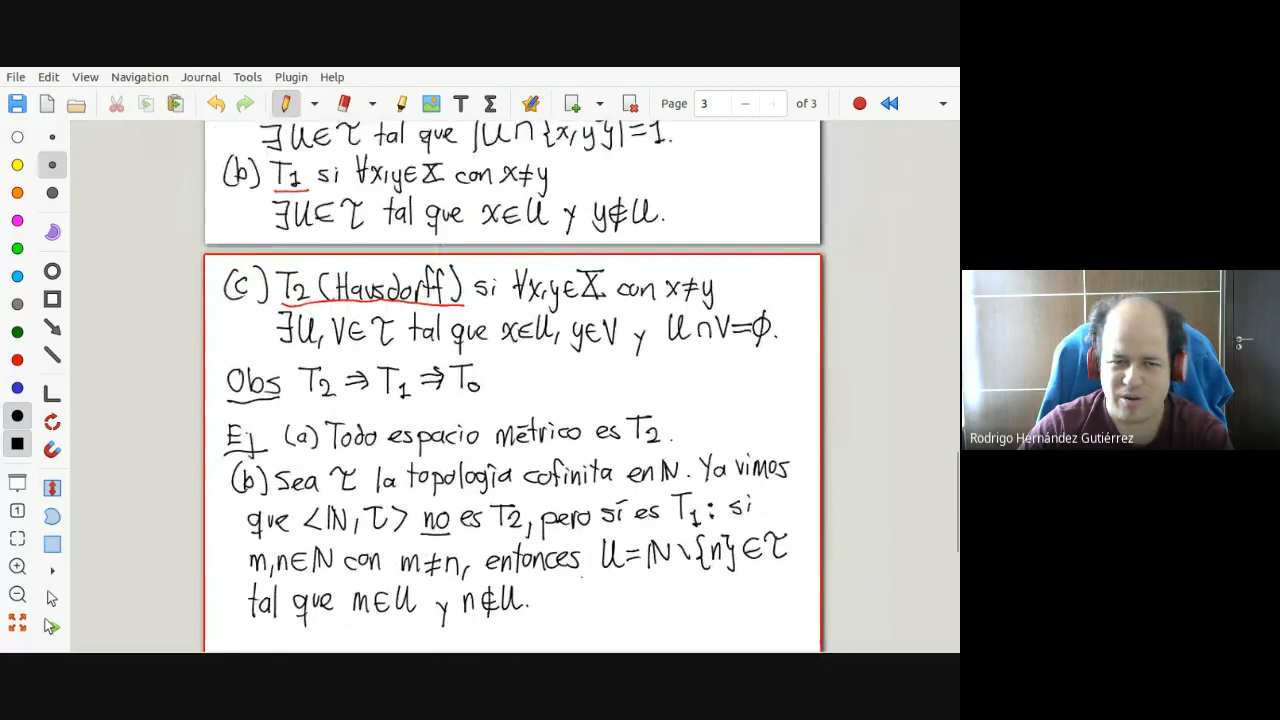 File Edit View Navigation Journal Tools Plugin Help
Page 3 of 3
∃U∈τ tal que |U∩{x,y}|=1.
(b) T1 si ∀x,y∈X con x≠y
∃U∈τ tal que x∈U y y∉U.
(c) T2 (Hausdorff) si ∀x,y∈X con x≠y
∃U,V∈τ tal que x∈U, y∈V y U∩V=∅.
Obs T2 ⇒ T1 ⇒ T0
Ej (a) Todo espacio métrico es T2.
(b) Sea τ la topología cofinita en ℕ. Ya vimos
que <ℕ,τ> no es T2, pero sí es T1: si
m,n∈ℕ con m≠n, entonces U=ℕ\{n}∈τ
tal que m∈U y n∉U.
Rodrigo Hernández Gutiérrez